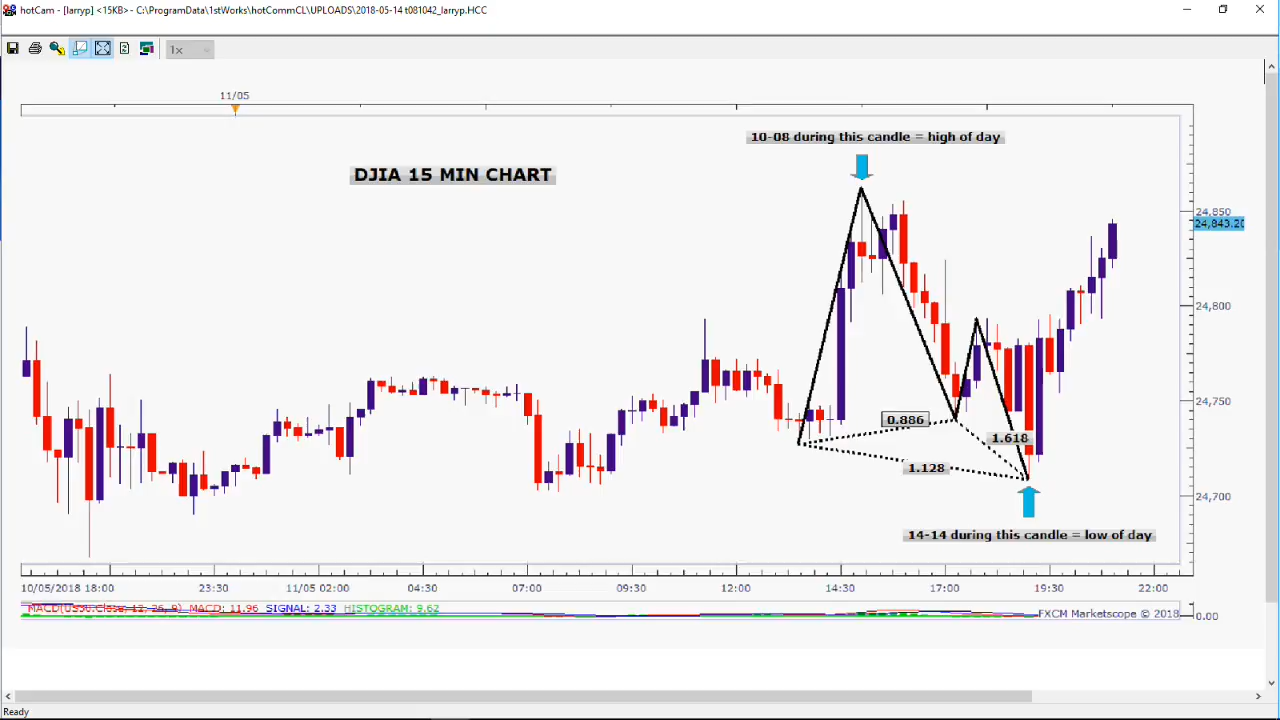 hotCam - [larryp] <15KB> - C:\ProgramData\1stWorks\hotCommCL\UPLOADS\2018-05-14 t081042_larryp.HCC
1x
11/05
10-08 during this candle = high of day
DJIA 15 MIN CHART
24,850
24,843.20
24,800
24,750
0.886
1.618
1.128
24,700
14-14 during this candle = low of day
10/05/2018 18:00 23:30 11/05 02:00 04:30 07:00 09:30 12:00 14:30 17:00 19:30 22:00
MACD(US30.Close, 12, 26, 9) MACD: 11.96 SIGNAL: 2.33 HISTOGRAM: 9.62
FXCM Marketscope © 2018
0.00
Ready